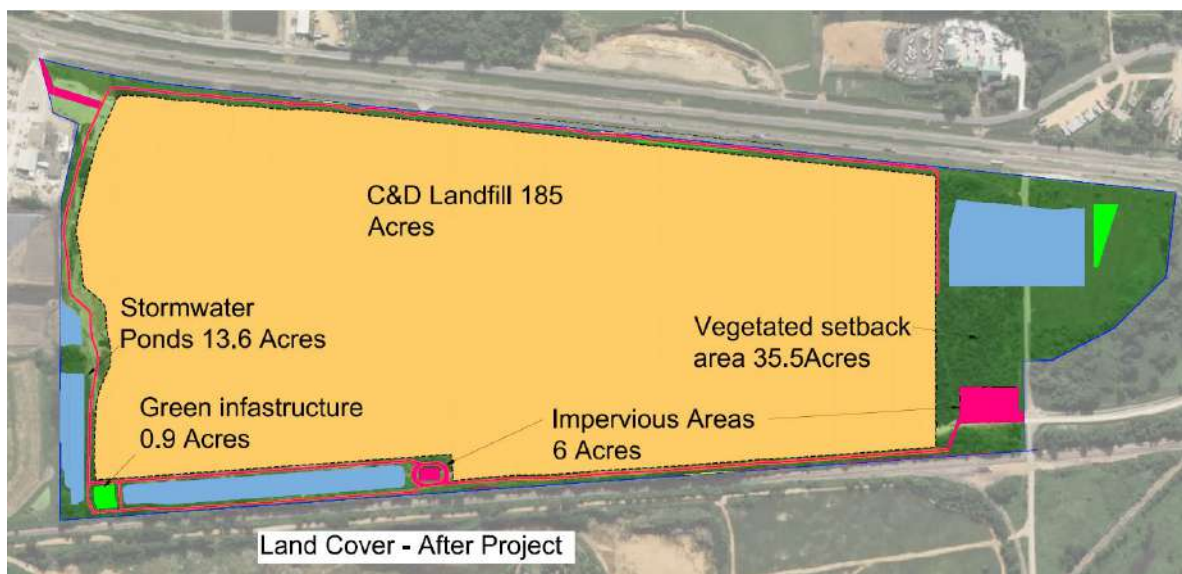 C&D Landfill 185
Acres
Stormwater
Ponds 13.6 Acres
Vegetated setback
area 35.5Acres
Green infastructure
0.9 Acres
Impervious Areas
6 Acres
Land Cover - After Project